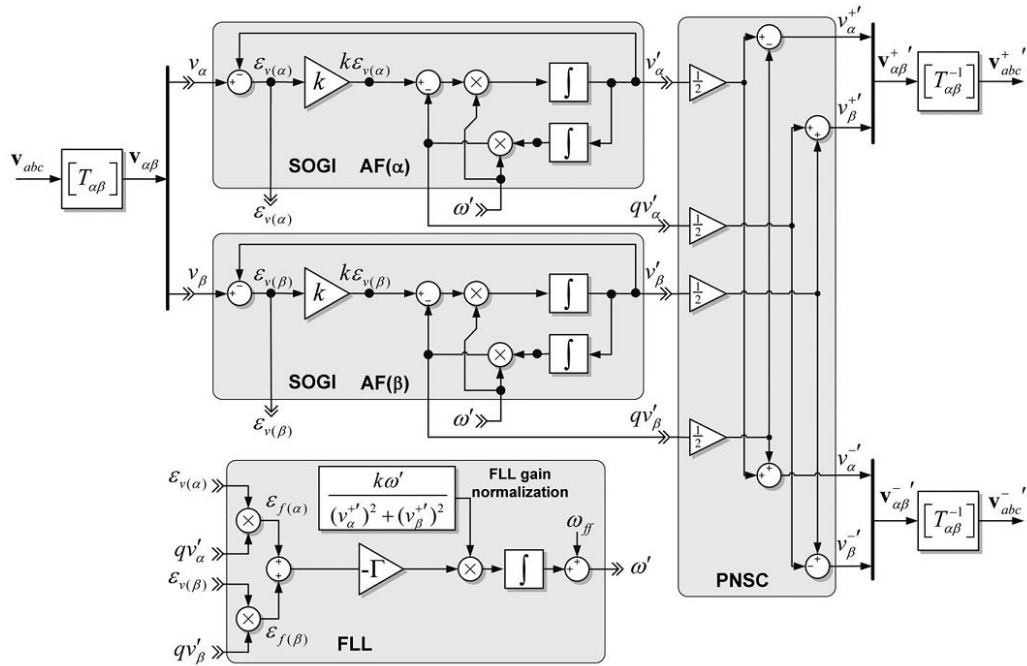 v_α
ε_v(α)
k
kε_v(α)
∫
∫
v′_α
SOGI AF(α)
ω′
ε_v(α)
qv′_α
v_abc
[T_αβ]
v_αβ
v_β
ε_v(β)
k
kε_v(β)
∫
∫
v′_β
SOGI AF(β)
ω′
ε_v(β)
qv′_β
1/2
1/2
1/2
1/2
PNSC
v_α^+′
v_αβ^+′
[T_αβ^−1]
v_abc^+′
v_β^+′
v_α^−′
v_αβ^−′
[T_αβ^−1]
v_abc^−′
v_β^−′
ε_v(α)
qv′_α
ε_v(β)
qv′_β
ε_f(α)
ε_f(β)
kω′
(v_α^+′)^2+(v_β^+′)^2
FLL gain
normalization
-Γ
∫
ω_ff
ω′
FLL